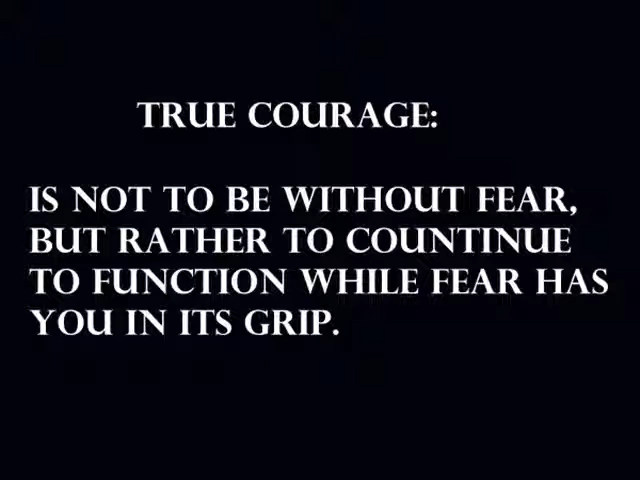 TRUE COURAGE:
IS NOT TO BE WITHOUT FEAR,
BUT RATHER TO COUNTINUE
TO FUNCTION WHILE FEAR HAS
YOU IN ITS GRIP.